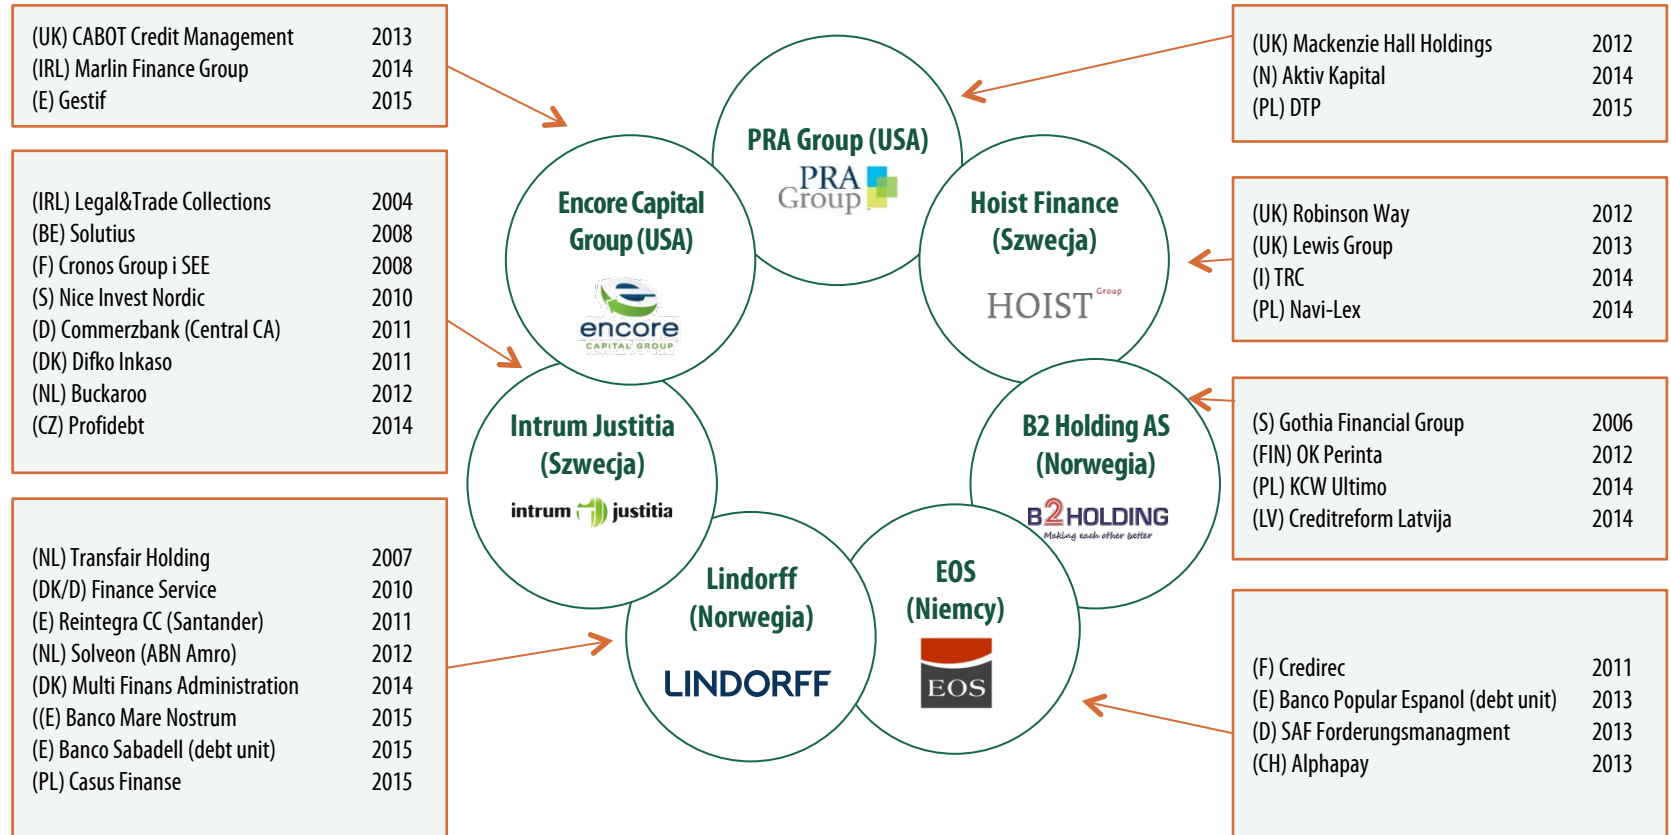 (UK) CABOT Credit Management 2013
(IRL) Marlin Finance Group 2014
(E) Gestif 2015
(IRL) Legal&Trade Collections 2004
(BE) Solutius 2008
(F) Cronos Group i SEE 2008
(S) Nice Invest Nordic 2010
(D) Commerzbank (Central CA) 2011
(DK) Difko Inkaso 2011
(NL) Buckaroo 2012
(CZ) Profidebt 2014
(NL) Transfair Holding 2007
(DK/D) Finance Service 2010
(E) Reintegra CC (Santander) 2011
(NL) Solveon (ABN Amro) 2012
(DK) Multi Finans Administration 2014
((E) Banco Mare Nostrum 2015
(E) Banco Sabadell (debt unit) 2015
(PL) Casus Finanse 2015
PRA Group (USA)
PRA
Group
Encore Capital
Group (USA)
encore
CAPITAL GROUP
Hoist Finance
(Szwecja)
HOIST Group
Intrum Justitia
(Szwecja)
intrum justitia
B2 Holding AS
(Norwegia)
B2HOLDING
Making each other better
Lindorff
(Norwegia)
LINDORFF
EOS
(Niemcy)
EOS
(UK) Mackenzie Hall Holdings 2012
(N) Aktiv Kapital 2014
(PL) DTP 2015
(UK) Robinson Way 2012
(UK) Lewis Group 2013
(I) TRC 2014
(PL) Navi-Lex 2014
(S) Gothia Financial Group 2006
(FIN) OK Perinta 2012
(PL) KCW Ultimo 2014
(LV) Creditreform Latvija 2014
(F) Credirec 2011
(E) Banco Popular Espanol (debt unit) 2013
(D) SAF Forderungsmanagment 2013
(CH) Alphapay 2013